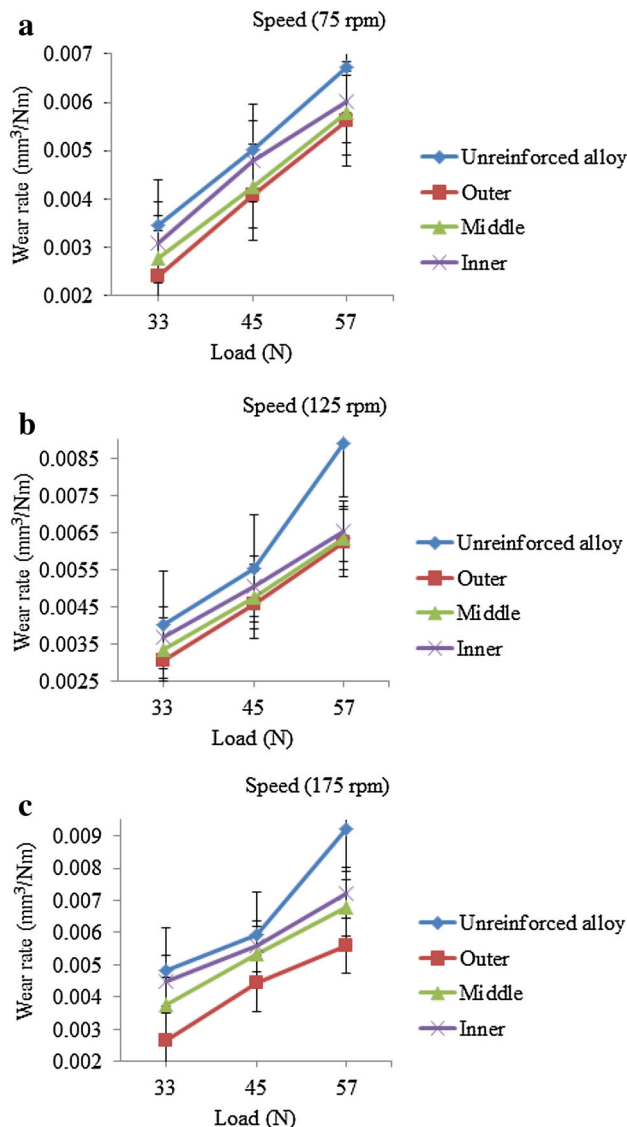 a
Speed (75 rpm)
Wear rate (mm³/Nm)
0.007
0.006
0.005
0.004
0.003
0.002
33 45 57
Load (N)
Unreinforced alloy
Outer
Middle
Inner
b
Speed (125 rpm)
Wear rate (mm³/Nm)
0.0085
0.0075
0.0065
0.0055
0.0045
0.0035
0.0025
33 45 57
Load (N)
Unreinforced alloy
Outer
Middle
Inner
c
Speed (175 rpm)
Wear rate (mm³/Nm)
0.009
0.008
0.007
0.006
0.005
0.004
0.003
0.002
33 45 57
Load (N)
Unreinforced alloy
Outer
Middle
Inner